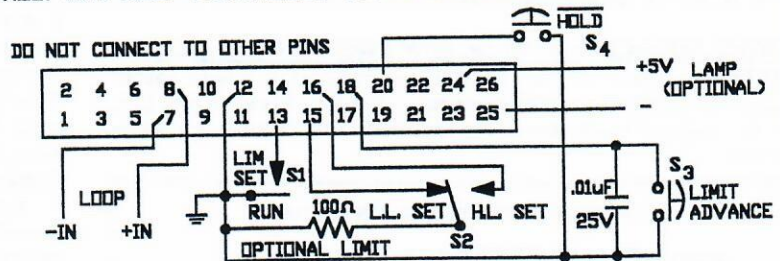 HOLD
S4
DO NOT CONNECT TO OTHER PINS
+5V LAMP
(OPTIONAL)
2 4 6 8 10 12 14 16 18 20 22 24 26
1 3 5 7 9 11 13 15 17 19 21 23 25 -
LIM
SET S1
LOOP
RUN
100Ω
L.L. SET H.L. SET
S2
.01uF
25V
S3
LIMIT
ADVANCE
-IN +IN
OPTIONAL LIMIT